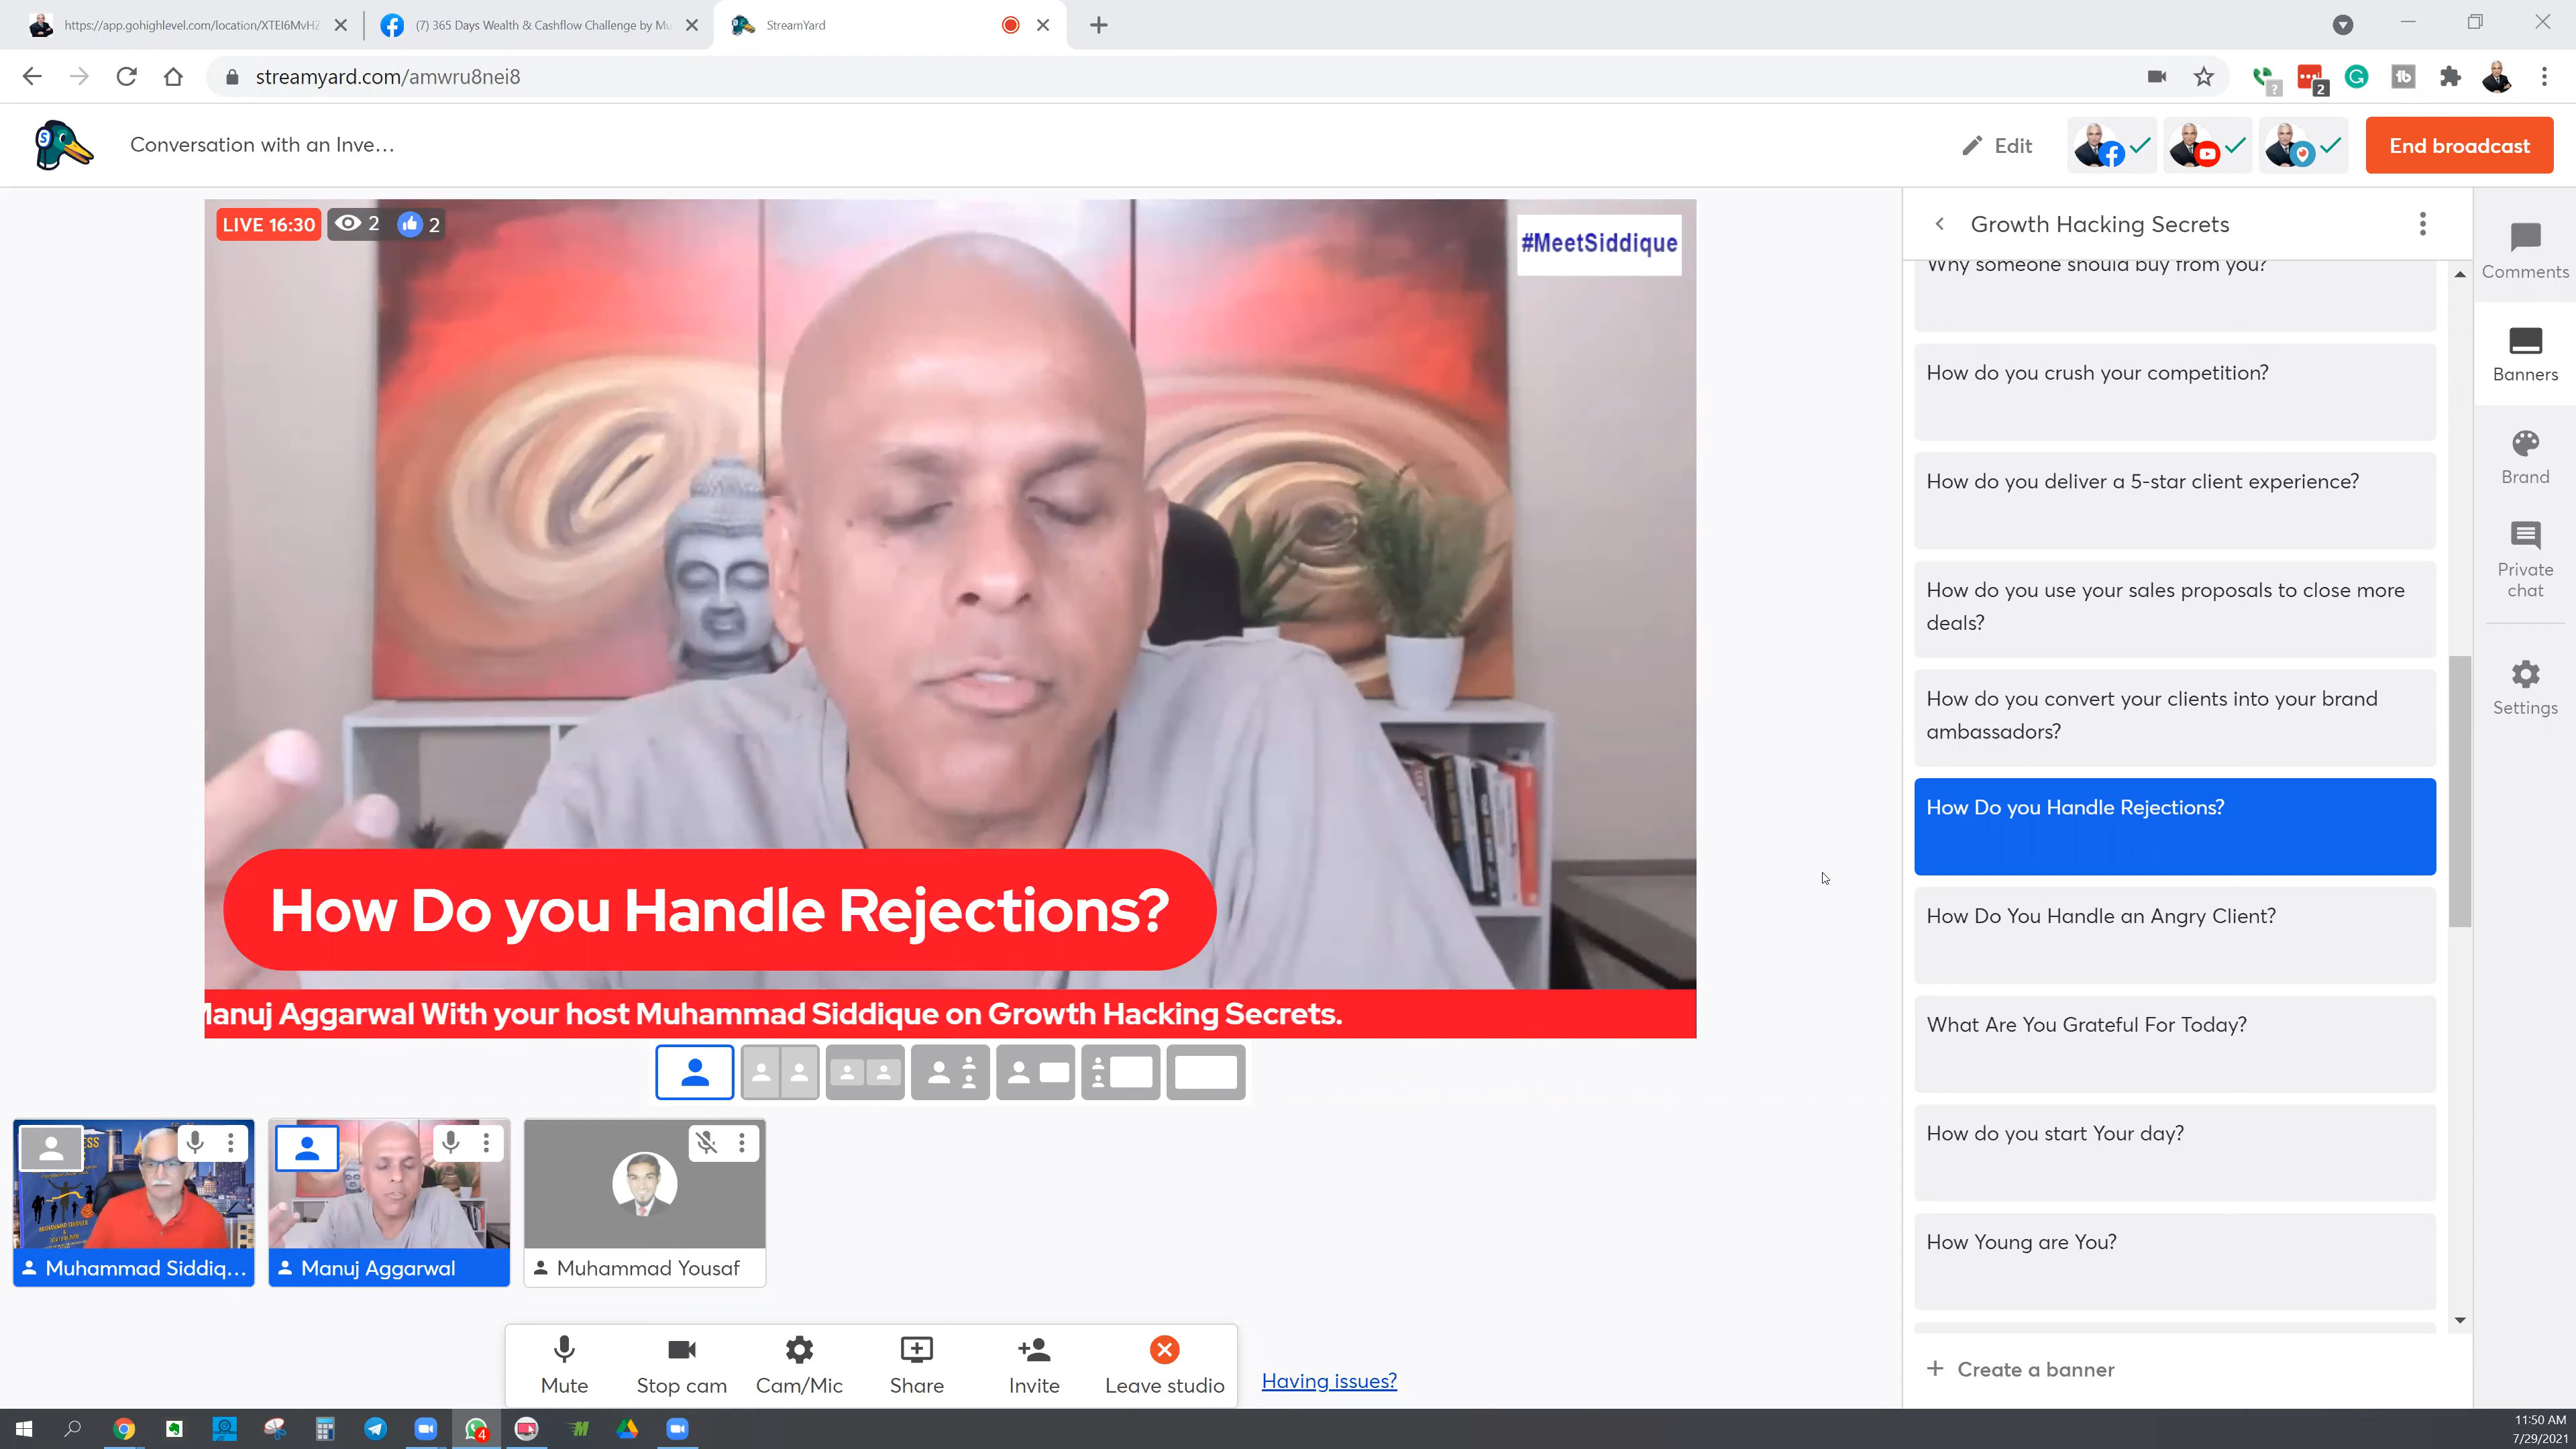 https://app.gohighlevel.com/location/XTEI6MvHZ
(7) 365 Days Wealth & Cashflow Challenge by Mu
StreamYard
streamyard.com/amwru8nei8
2
Conversation with an Inve…
Edit
End broadcast
LIVE 16:30
2
2
#MeetSiddique
How Do you Handle Rejections?
Manuj Aggarwal With your host Muhammad Siddique on Growth Hacking Secrets.
Growth Hacking Secrets
Why someone should buy from you?
How do you crush your competition?
How do you deliver a 5-star client experience?
How do you use your sales proposals to close more
deals?
How do you convert your clients into your brand
ambassadors?
How Do you Handle Rejections?
How Do You Handle an Angry Client?
What Are You Grateful For Today?
How do you start Your day?
How Young are You?
Create a banner
Comments
Banners
Brand
Private
chat
Settings
Muhammad Siddiq…
Manuj Aggarwal
Muhammad Yousaf
Mute
Stop cam
Cam/Mic
Share
Invite
Leave studio
Having issues?
4
11:50 AM
7/29/2021